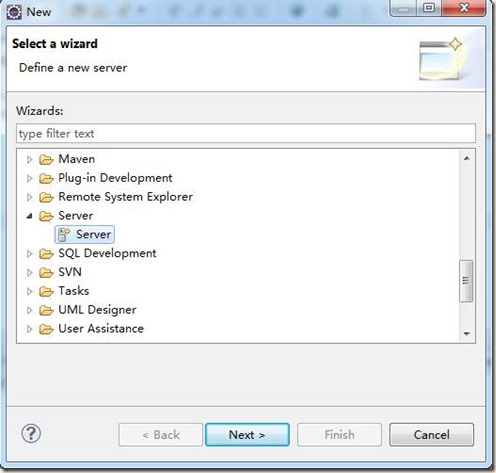 New
Select a wizard
Define a new server
Wizards:
type filter text
Maven
Plug-in Development
Remote System Explorer
Server
Server
SQL Development
SVN
Tasks
UML Designer
User Assistance
?
< Back
Next >
Finish
Cancel